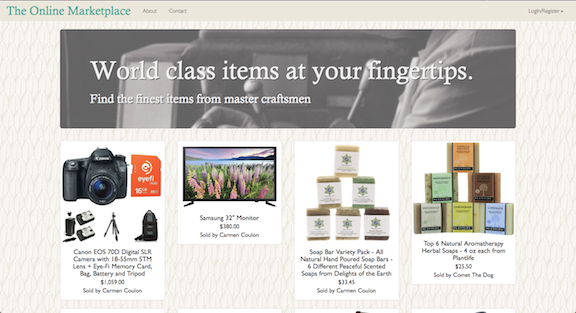 The Online Marketplace About Contact Login/Register
World class items at your fingertips.
Find the finest items from master craftsmen
Canon
eyefi
16GB
Canon EOS 70D Digital SLR
Camera with 18-55mm STM
Lens + Eye-Fi Memory Card,
Bag, Battery and Tripod
$1,059.00
Sold by Carmen Coulon
Samsung 32" Monitor
$380.00
Sold by Carmen Coulon
Soap Bar Variety Pack - All
Natural Hand Poured Soap Bars -
6 Different Peaceful Scented
Soaps from Delights of the Earth
$33.45
Sold by Carmen Coulon
Top 6 Natural Aromatherapy
Herbal Soaps - 4 oz each from
Plantlife
$25.50
Sold by Comet The Dog